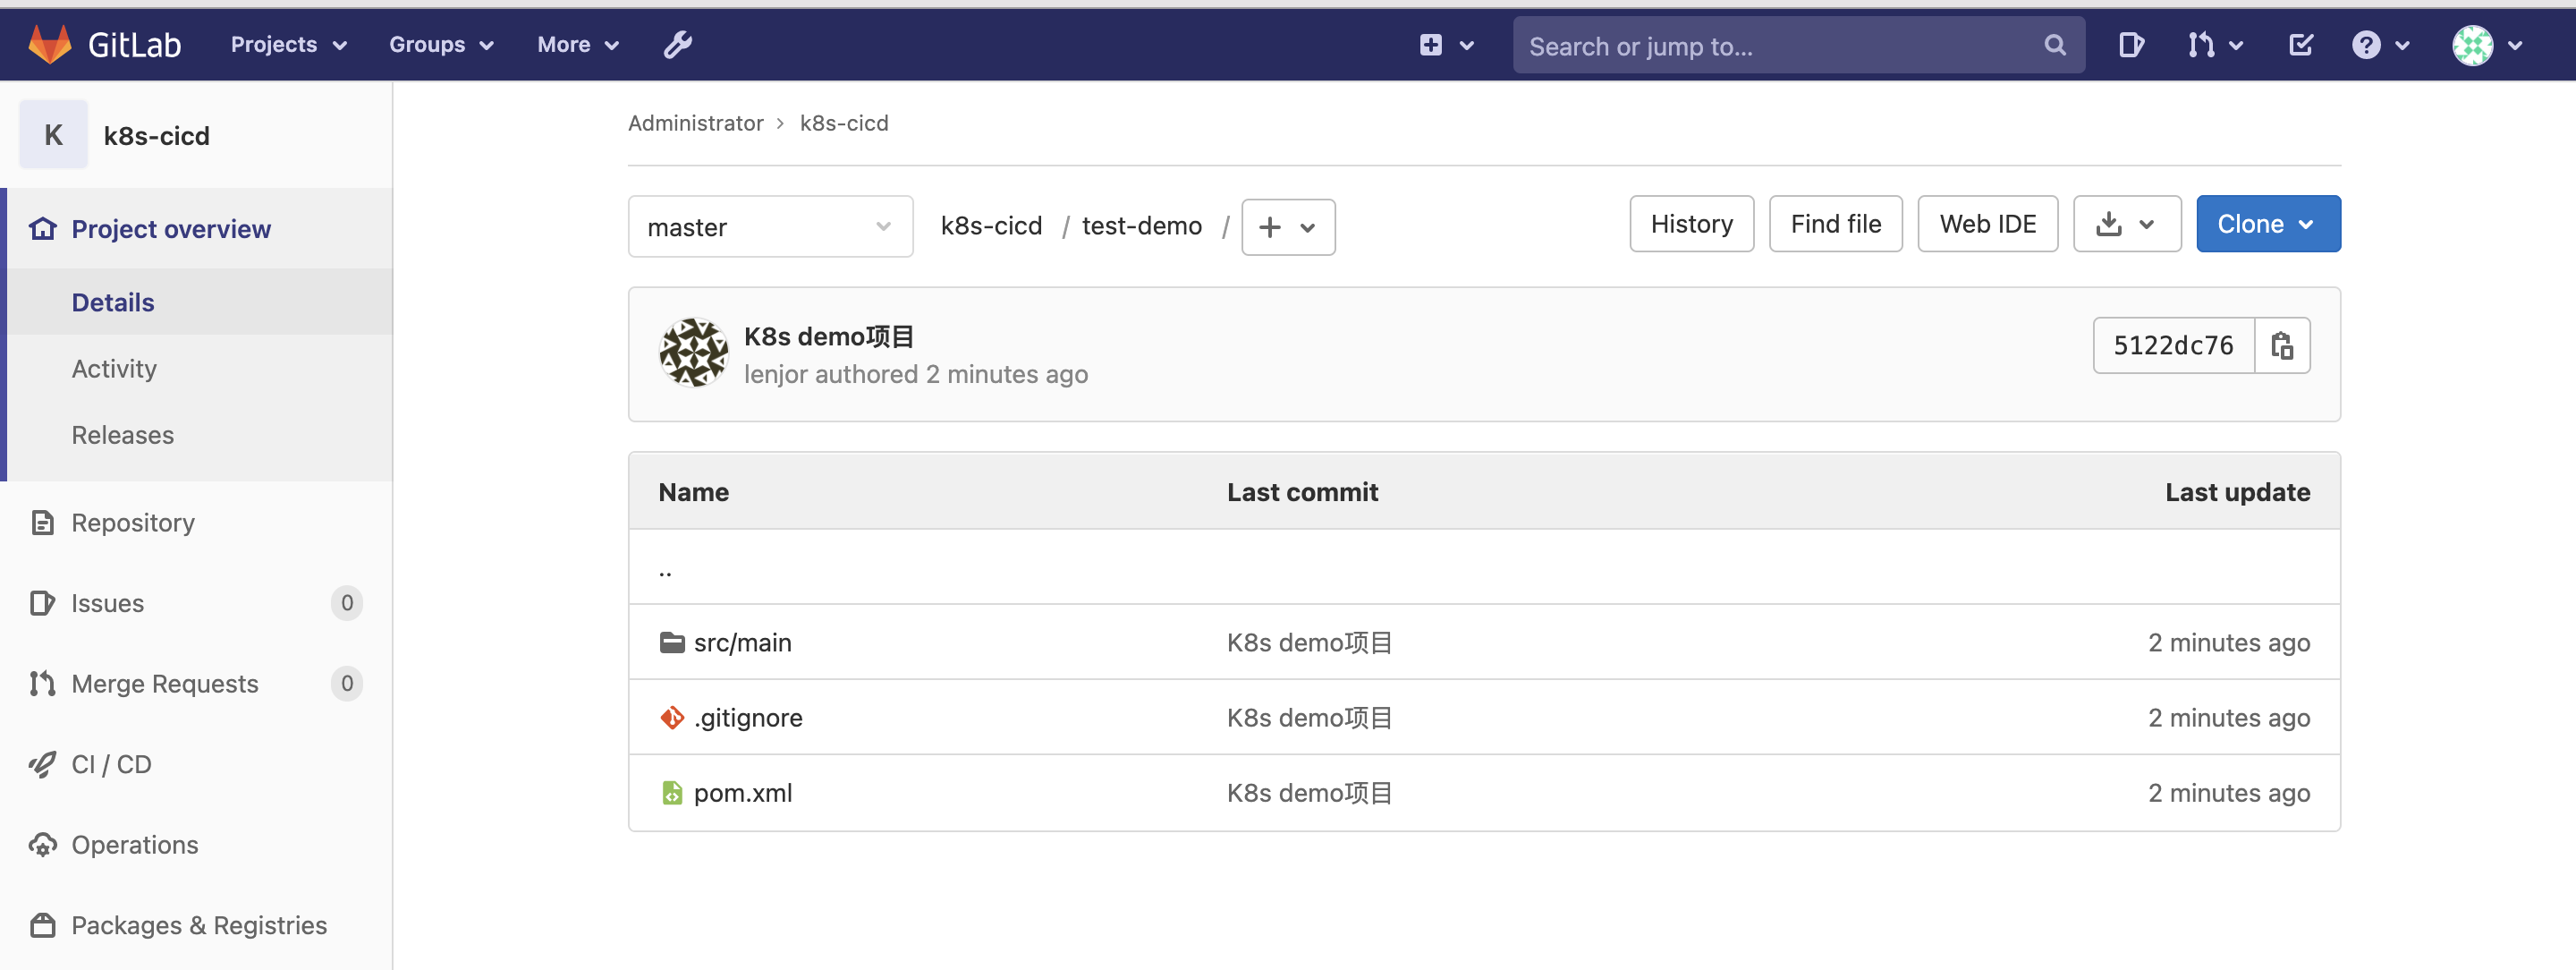 GitLab Projects Groups More Search or jump to...
K k8s-cicd
Project overview
Details
Activity
Releases
Repository
Issues 0
Merge Requests 0
CI / CD
Operations
Packages & Registries
Administrator > k8s-cicd
master k8s-cicd / test-demo / + History Find file Web IDE Clone
K8s demo项目
lenjor authored 2 minutes ago
5122dc76
Name Last commit Last update
..
src/main K8s demo项目 2 minutes ago
.gitignore K8s demo项目 2 minutes ago
pom.xml K8s demo项目 2 minutes ago